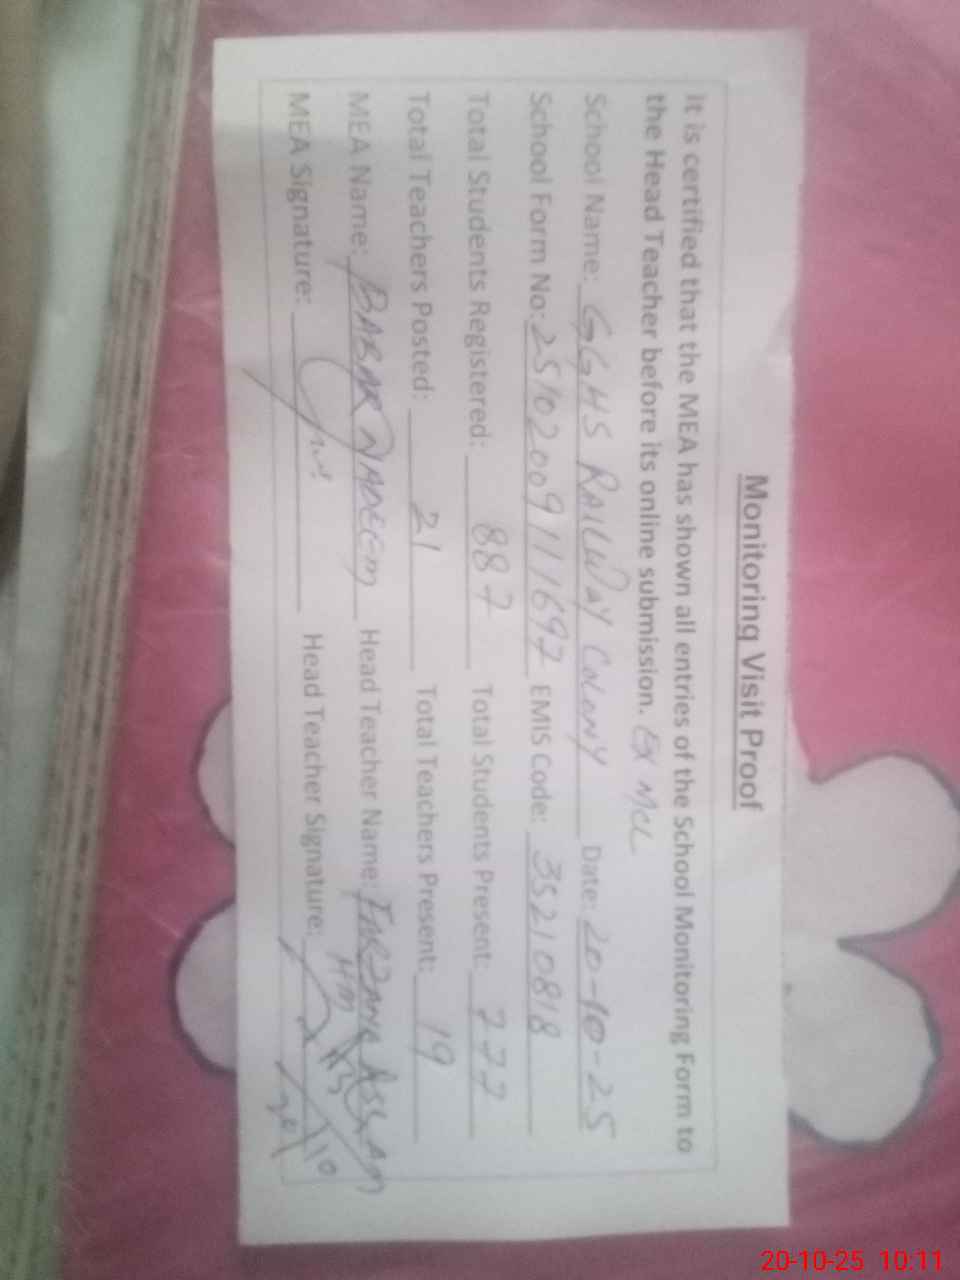 Monitoring Visit Proof
It is certified that the MEA has shown all entries of the School Monitoring Form to
the Head Teacher before its online submission. EX MCL
School Name: GGHS RAILWAY COLONY Date: 20-10-25
School Form No: 25102009111697 EMIS Code: 35210818
Total Students Registered: 887 Total Students Present: 777
Total Teachers Posted: 21 Total Teachers Present: 19
MEA Name: BABAR NADEEM Head Teacher Name: FARZANA ASLAM
MEA Signature: Head Teacher Signature:
20-10-25 10:11